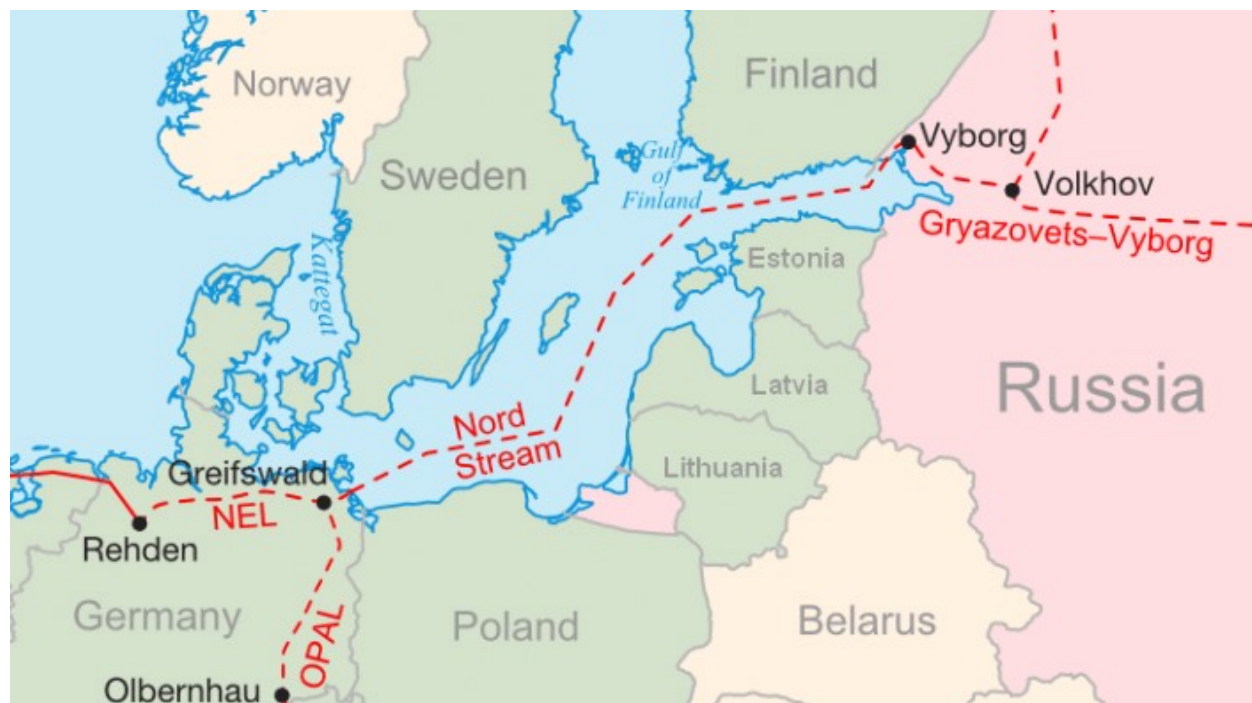 Norway
Finland
Sweden
Gulf
of
Finland
Vyborg
Volkhov
Gryazovets–Vyborg
Kattegat
Estonia
Latvia
Russia
Nord
Stream
Lithuania
Greifswald
NEL
Rehden
Germany
OPAL
Poland
Belarus
Olbernhau